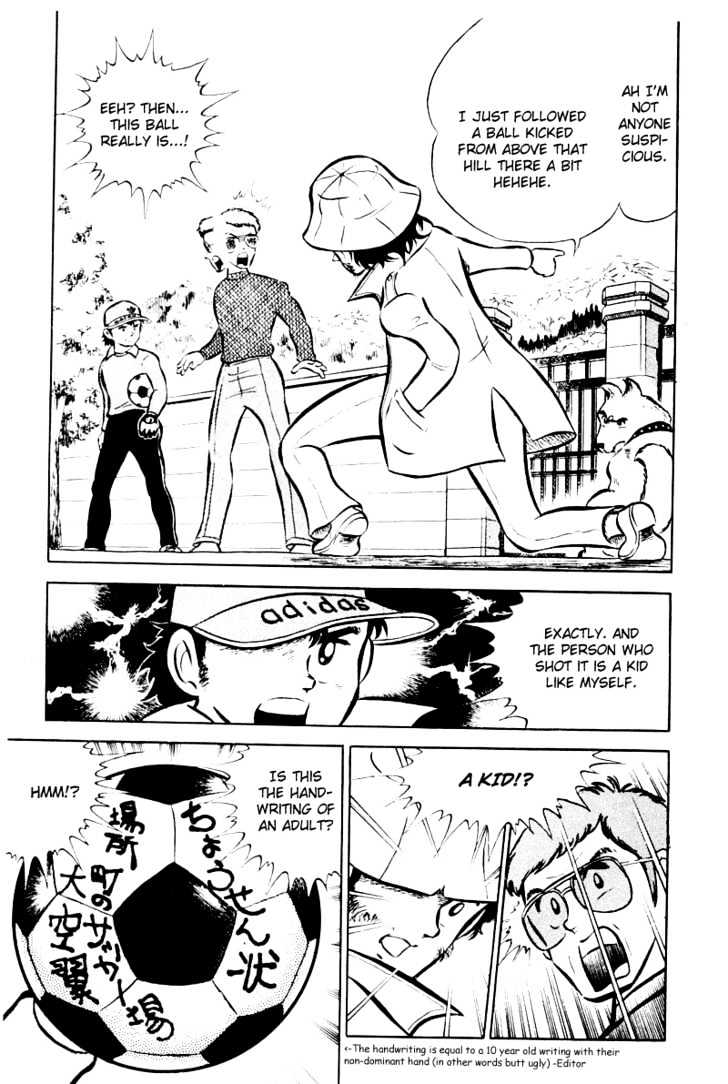 AH I'M
NOT
ANYONE
SUSPI-
CIOUS.
I JUST FOLLOWED
A BALL KICKED
FROM ABOVE THAT
HILL THERE A BIT
HEHEHE.
EEH? THEN...
THIS BALL
REALLY IS...!
adidas
EXACTLY. AND
THE PERSON WHO
SHOT IT IS A KID
LIKE MYSELF.
A KID!?
IS THIS
THE HAND-
WRITING OF
AN ADULT?
HMM!?
ちょうせん状
場所
町のサッカー場
大空翼
<-The handwriting is equal to a 10 year old writing with their
non-dominant hand (in other words butt ugly) -Editor